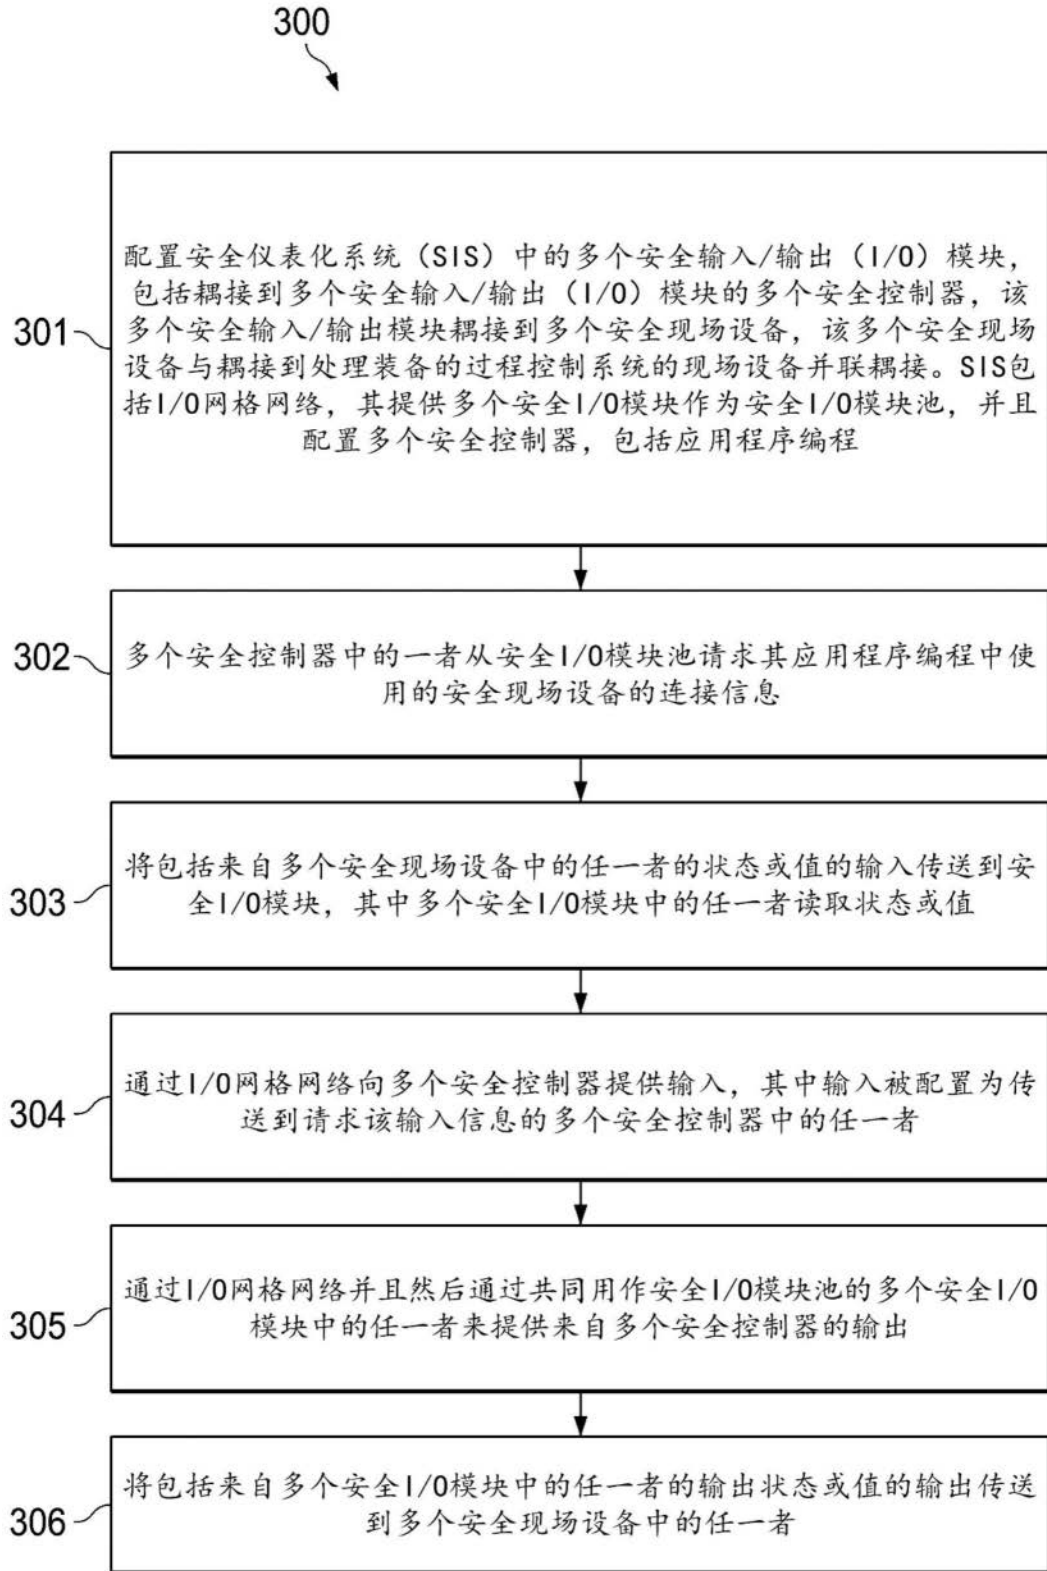 300
配置安全仪表化系统（SIS）中的多个安全输入/输出（I/O）模块，
包括耦接到多个安全输入/输出（I/O）模块的多个安全控制器，该
301
多个安全输入/输出模块耦接到多个安全现场设备，该多个安全现场
设备与耦接到处理装备的过程控制系统的现场设备并联耦接。SIS包
括I/O网格网络，其提供多个安全I/O模块作为安全I/O模块池，并且
配置多个安全控制器，包括应用程序编程
302
多个安全控制器中的一者从安全I/O模块池请求其应用程序编程中使
用的安全现场设备的连接信息
303
将包括来自多个安全现场设备中的任一者的状态或值的输入传送到安
全I/O模块，其中多个安全I/O模块中的任一者读取状态或值
304
通过I/O网格网络向多个安全控制器提供输入，其中输入被配置为传
送到请求该输入信息的多个安全控制器中的任一者
305
通过I/O网格网络并且然后通过共同用作安全I/O模块池的多个安全I/O
模块中的任一者来提供来自多个安全控制器的输出
306
将包括来自多个安全I/O模块中的任一者的输出状态或值的输出传送
到多个安全现场设备中的任一者